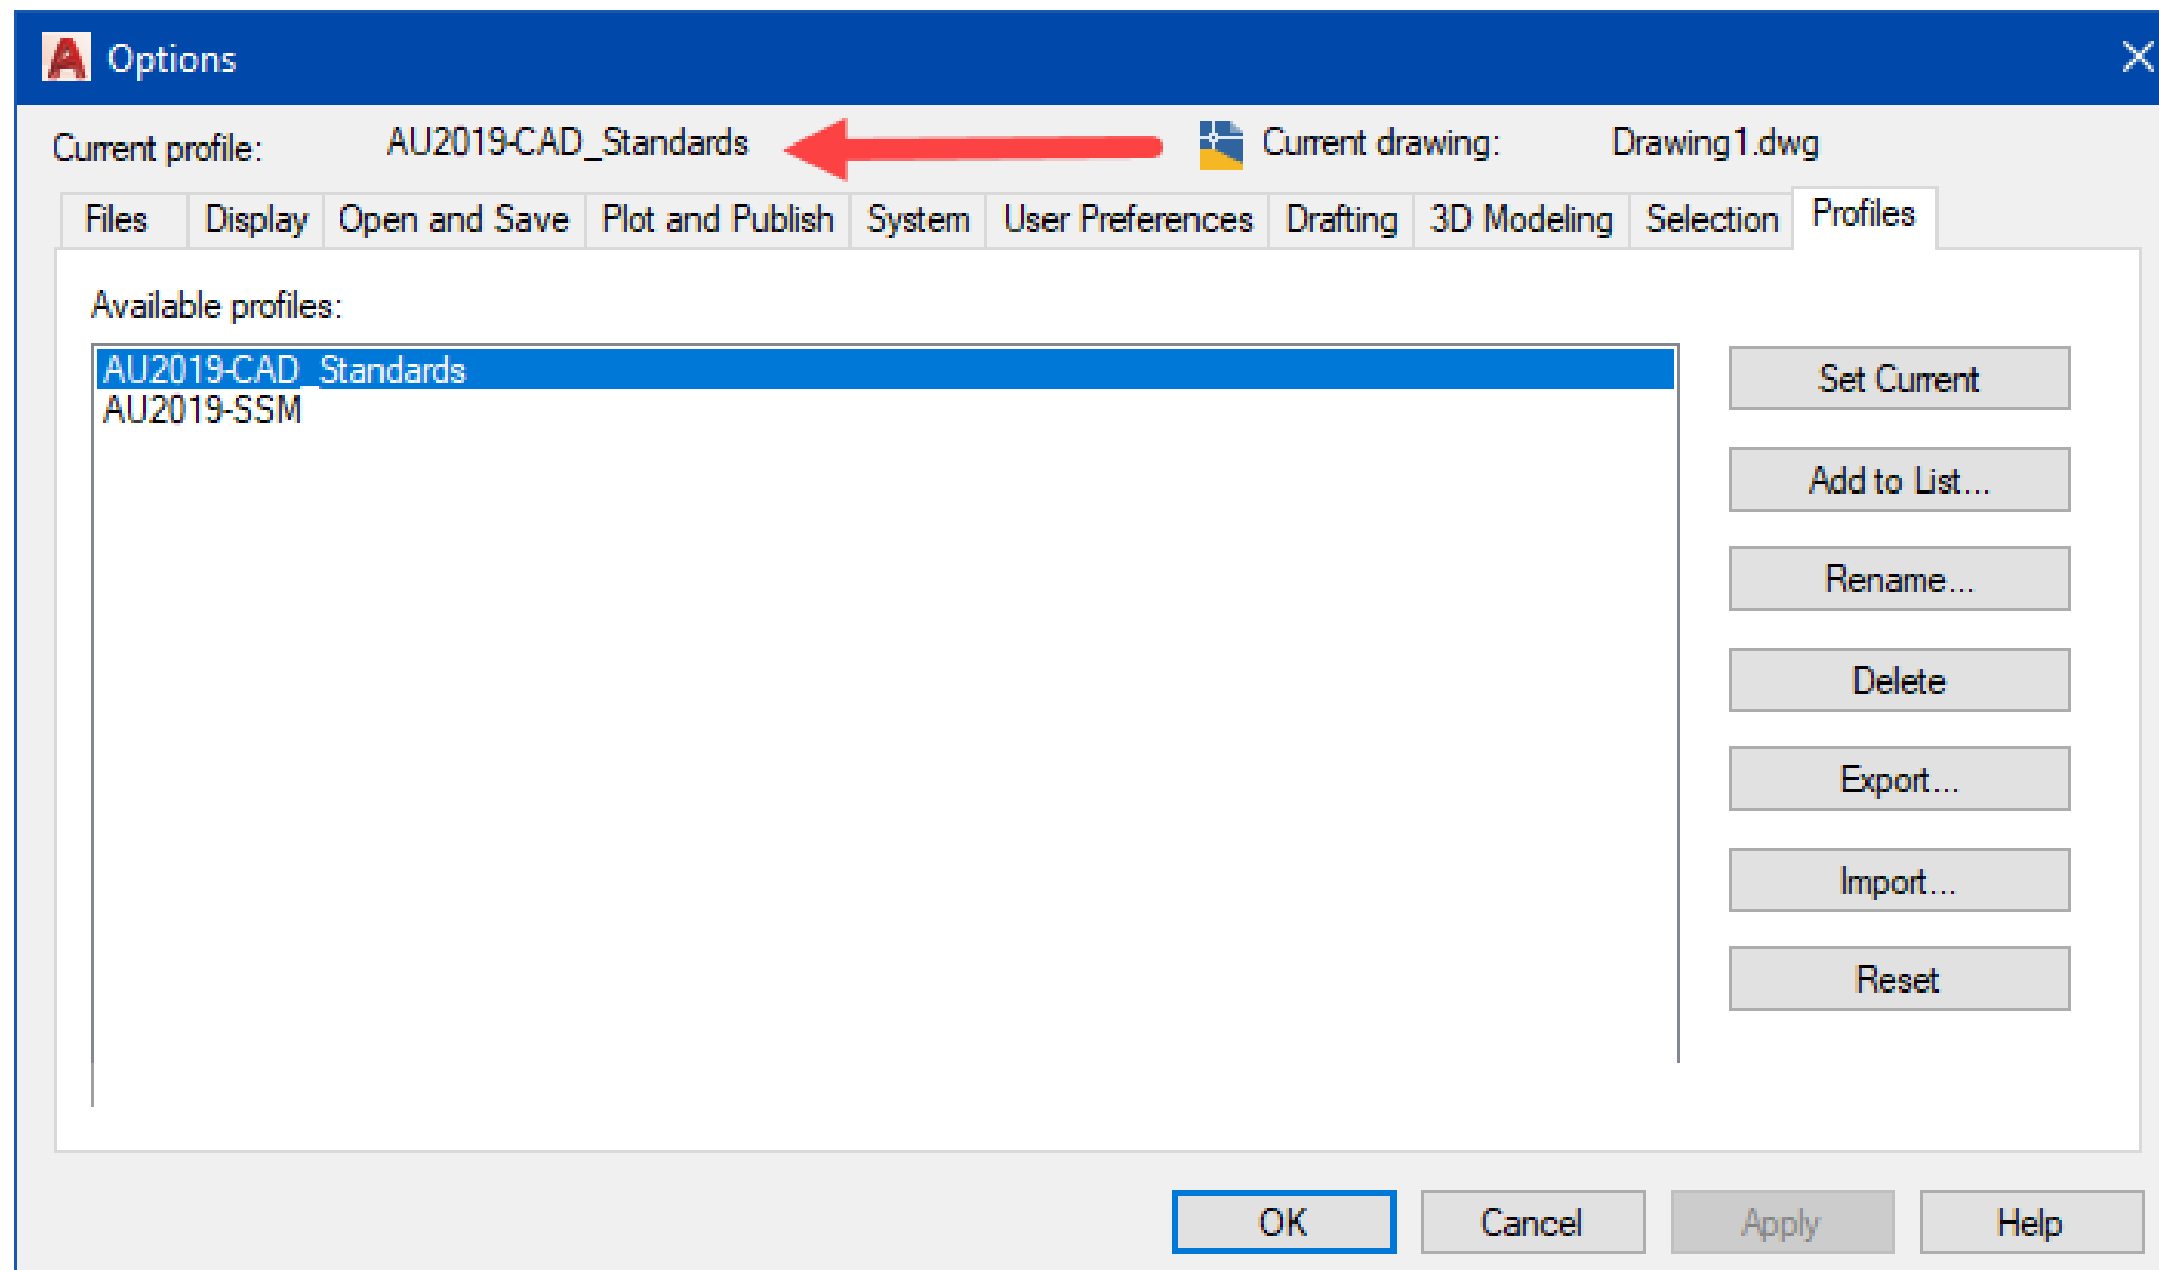 Options
Current profile: AU2019-CAD_Standards Current drawing: Drawing1.dwg
Files Display Open and Save Plot and Publish System User Preferences Drafting 3D Modeling Selection Profiles
Available profiles:
AU2019-CAD_Standards
AU2019-SSM
Set Current
Add to List...
Rename...
Delete
Export...
Import...
Reset
OK Cancel Apply Help